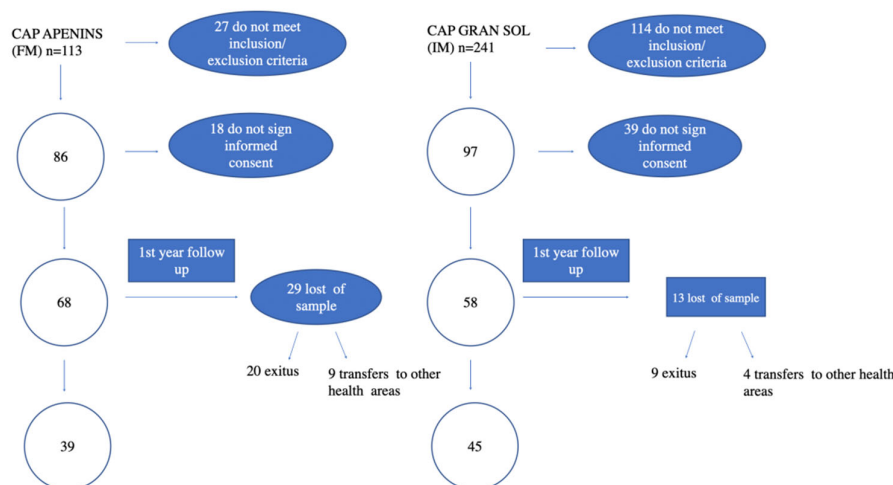 CAP APENINS
(FM) n=113
27 do not meet
inclusion/
exclusion criteria
86
18 do not sign
informed
consent
1st year follow
up
68
29 lost of
sample
20 exitus
9 transfers to other
health areas
39
CAP GRAN SOL
(IM) n=241
114 do not meet
inclusion/
exclusion criteria
97
39 do not sign
informed
consent
1st year follow
up
58
13 lost of sample
9 exitus
4 transfers to other health
areas
45